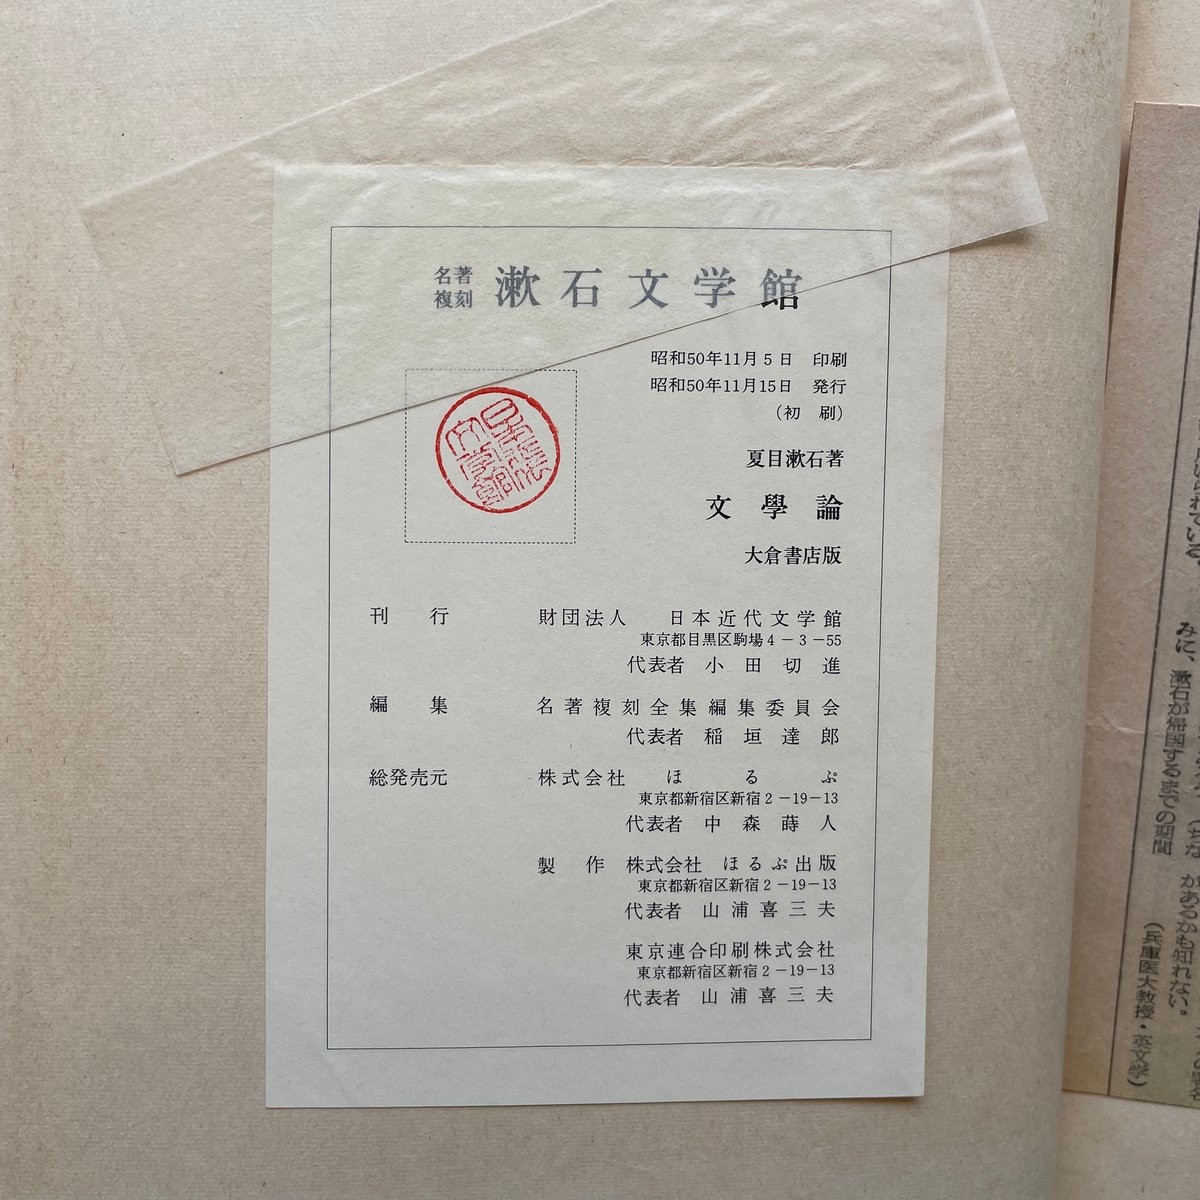 名著
複刻
漱石文学館
昭和50年11月5日 印刷
昭和50年11月15日 発行
（初 刷）
夏目漱石著
文學論
大倉書店版
刊 行 財団法人 日本近代文学館
東京都目黒区駒場4－3－55
代表者 小田切進
編 集 名著複刻全集編集委員会
代表者 稲垣達郎
総発売元 株式会社 ほるぷ
東京都新宿区新宿2－19－13
代表者 中森蒔人
製 作 株式会社 ほるぷ出版
東京都新宿区新宿2－19－13
代表者 山浦喜三夫
東京連合印刷株式会社
東京都新宿区新宿2－19－13
代表者 山浦喜三夫
られている。
みに、漱石が帰国するまでの期間
があるかも知れない。
（兵庫医大教授・英文学）